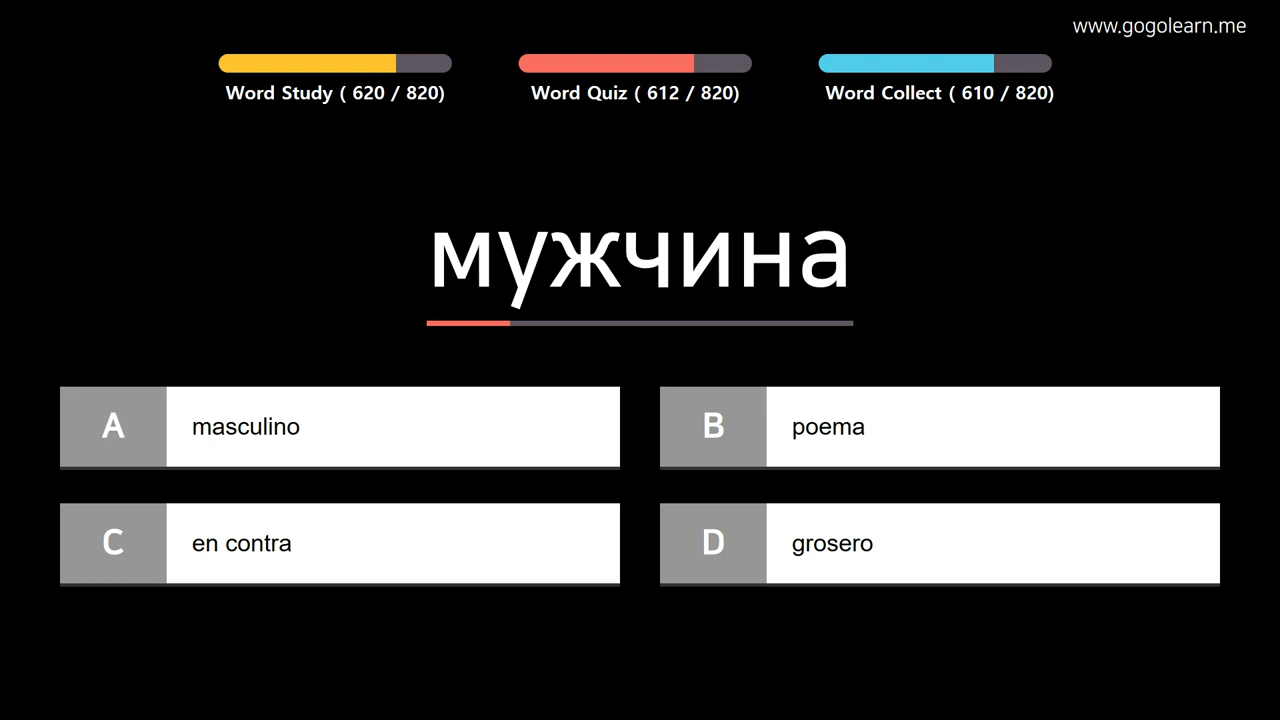 www.gogolearn.me
Word Study ( 620 / 820)
Word Quiz ( 612 / 820)
Word Collect ( 610 / 820)
мужчина
A masculino
B poema
C en contra
D grosero